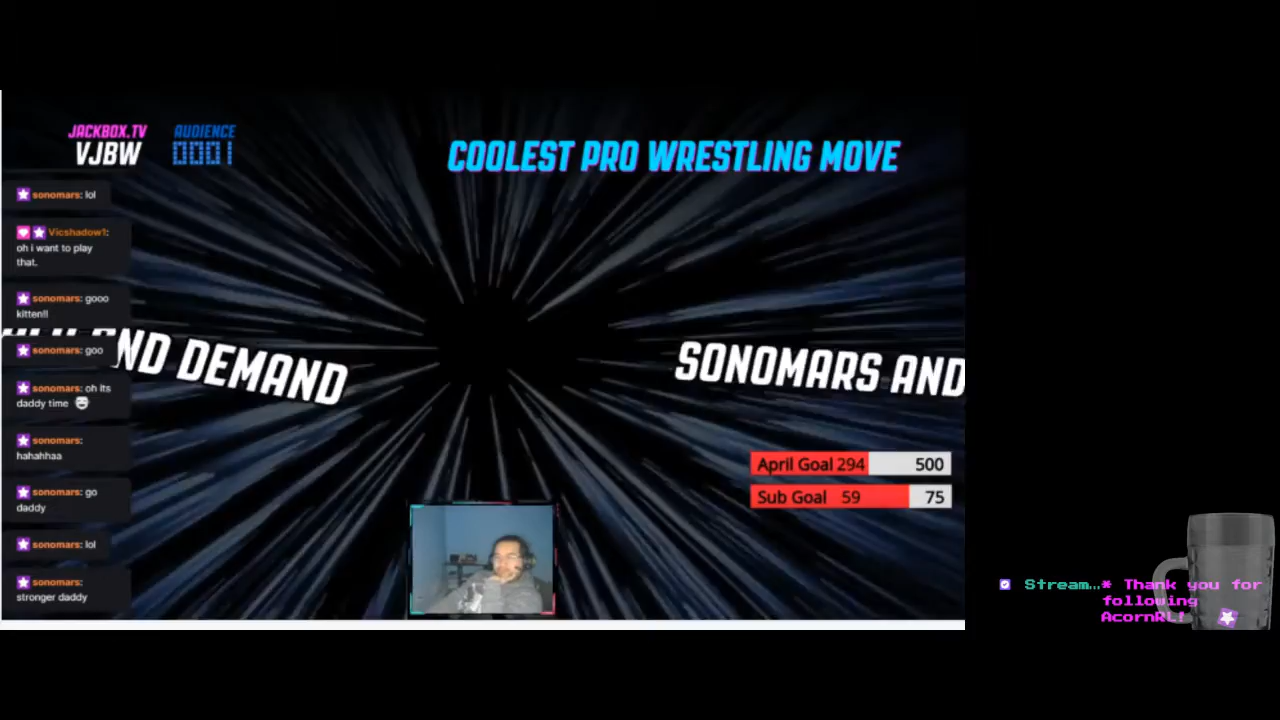 JACKBOX.TV
VJBW
AUDIENCE
0001
COOLEST PRO WRESTLING MOVE
sonomars: lol
Vicshadow1:
oh i want to play
that.
sonomars: gooo
kitten!!
sonomars: goo
sonomars: oh its
daddy time
sonomars:
hahahhaa
sonomars: go
daddy
sonomars: lol
sonomars:
stronger daddy
AND DEMAND
SONOMARS AND
April Goal 294 500
Sub Goal 59 75
Stream...* Thank you for
following
AcornRL!